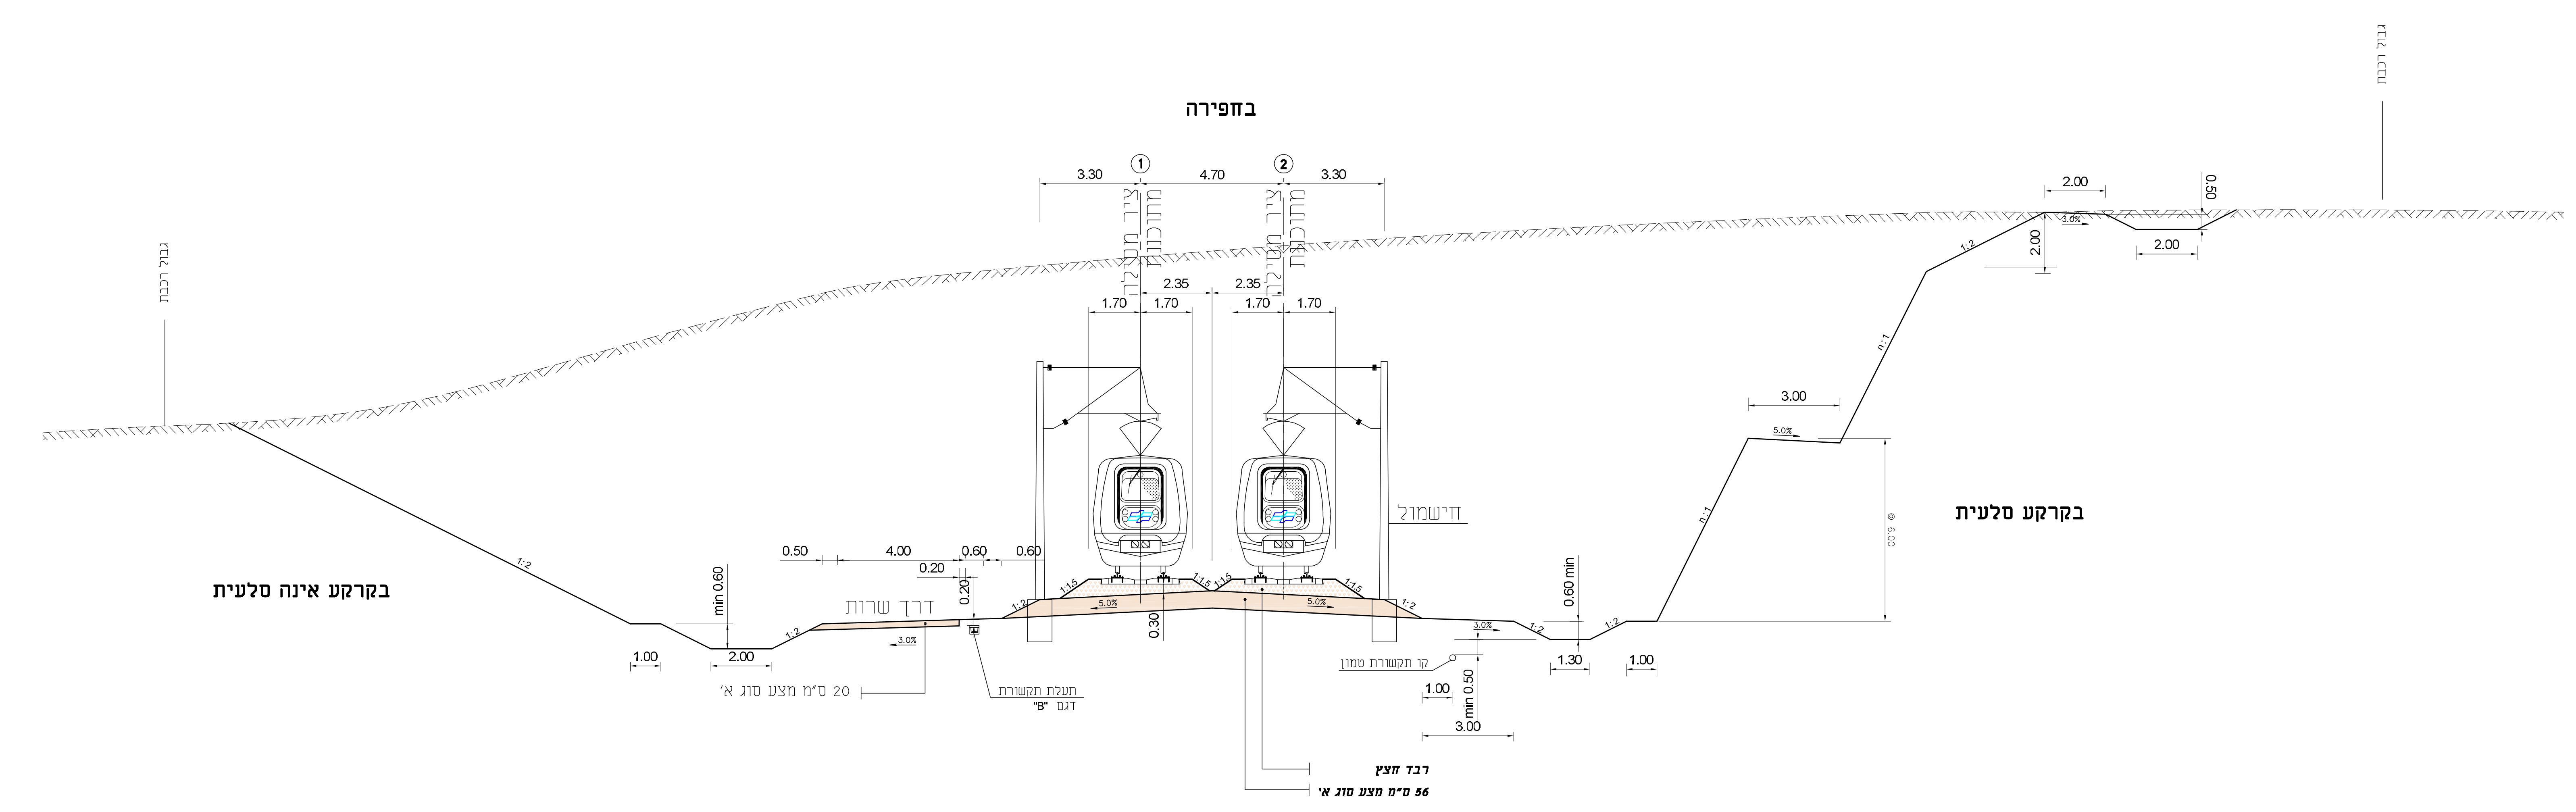 גבול רכבת
גבול רכבת
בחפירה
1
2
3.30
4.70
3.30
ציר מסילה
מתוכננת
ציר מסילה
מתוכננת
2.35
2.35
1.70
1.70
1.70
1.70
2.00
0.50
3.0%
2.00
2.00
1:2
n:1
3.00
5.0%
n:1
@ 6.00
בקרקע סלעית
חישמול
בקרקע אינה סלעית
1:2
min 0.60
1.00
2.00
1:2
0.50
4.00
0.60
0.60
0.20
0.20
דרך שרות
3.0%
20 ס"מ מצע סוג א'
תעלת תקשורת
דגם "B"
1:2
1:1.5
1:1.5
1:1.5
1:1.5
5.0%
5.0%
0.30
1:2
3.0%
קו תקשורת טמון
1.00
min 0.50
3.00
1:2
0.60 min
1:2
1.30
1.00
רבד חצץ
56 ס"מ מצע סוג א'